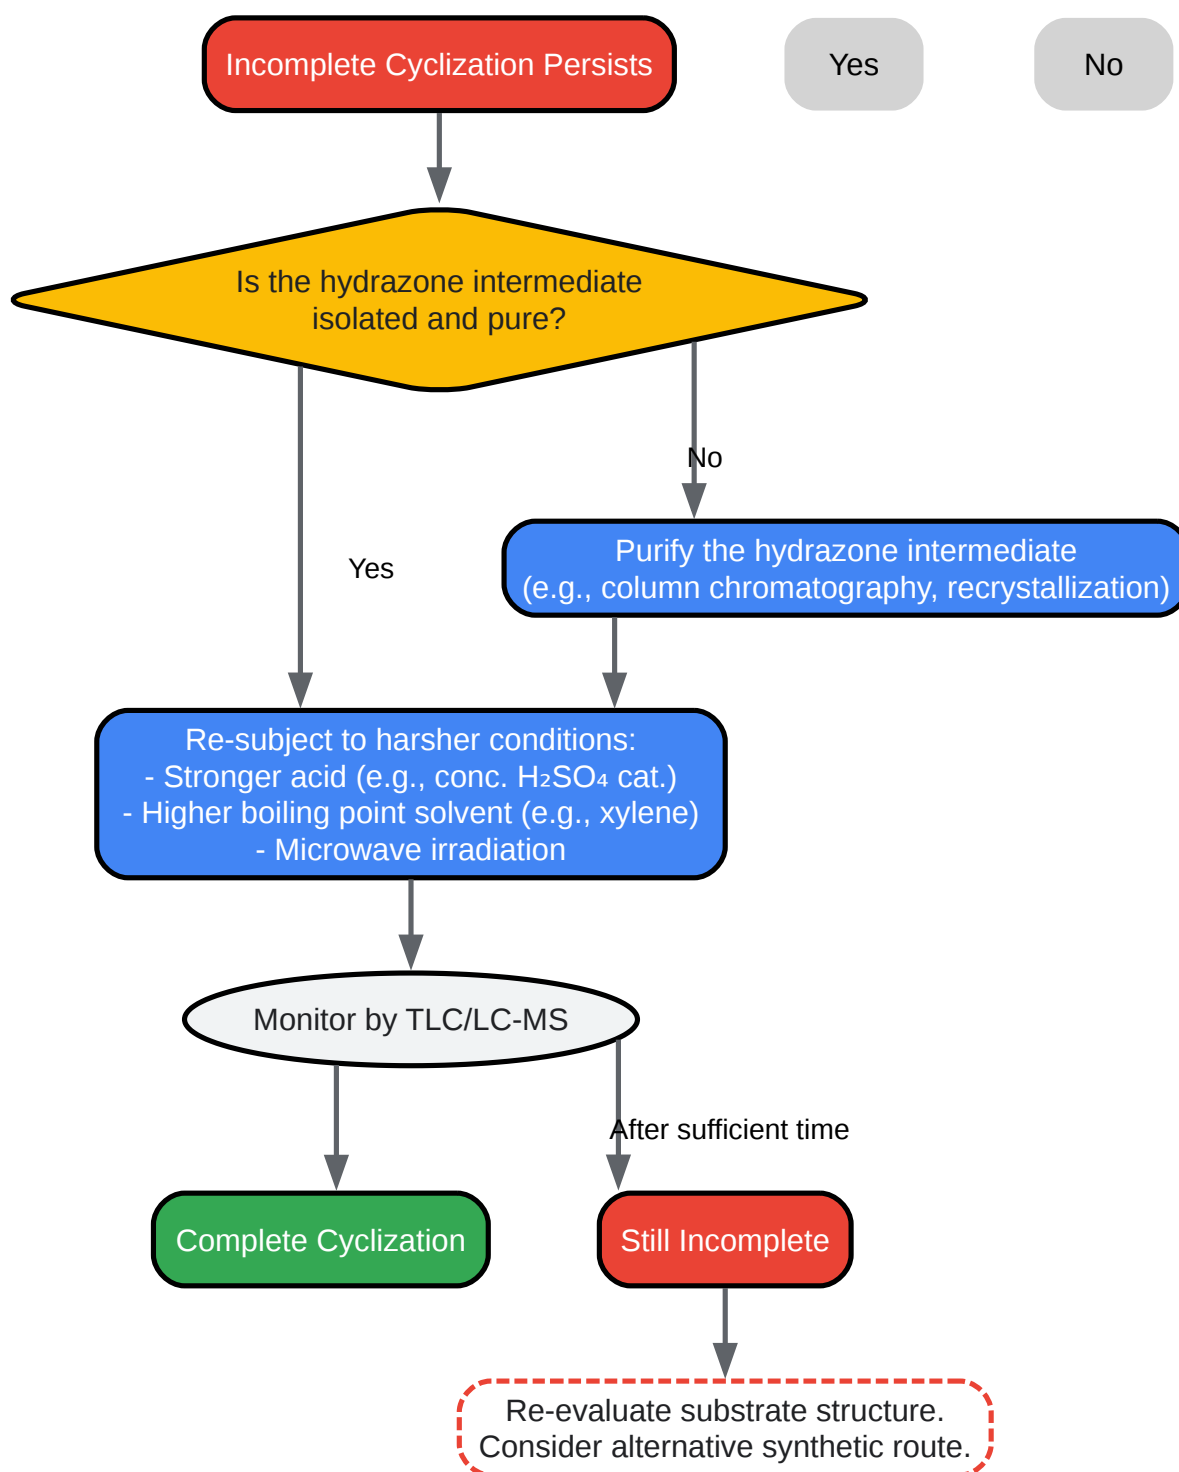 Incomplete Cyclization Persists
Yes
No
Is the hydrazone intermediate
isolated and pure?
No
Yes
Purify the hydrazone intermediate
(e.g., column chromatography, recrystallization)
Re-subject to harsher conditions:
- Stronger acid (e.g., conc. H₂SO₄ cat.)
- Higher boiling point solvent (e.g., xylene)
- Microwave irradiation
Monitor by TLC/LC-MS
After sufficient time
Complete Cyclization
Still Incomplete
Re-evaluate substrate structure.
Consider alternative synthetic route.